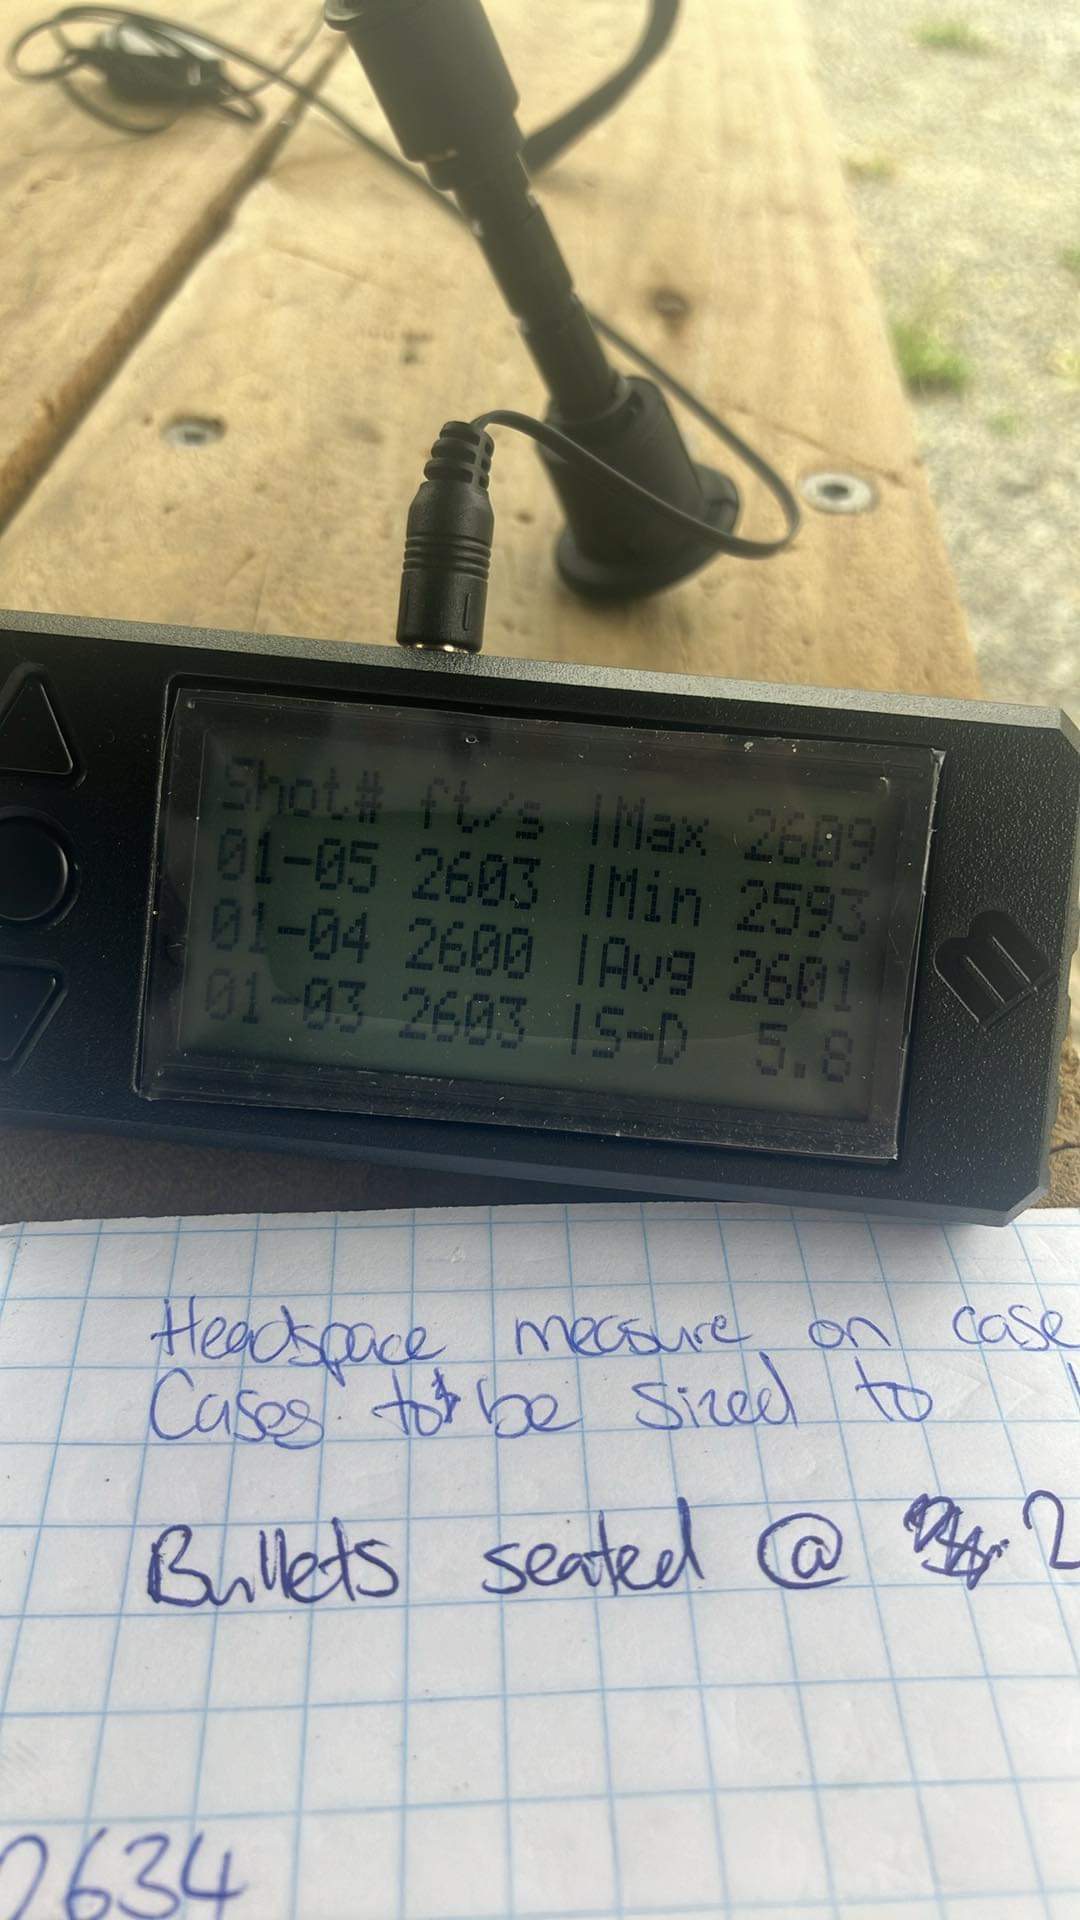 Shot# ft/s |Max 2609
01-05 2603 |Min 2593
01-04 2600 |Avg 2601
01-03 2603 |S-D 5.8
Headspace measure on case
Cases to be sized to
Bullets seated @ 2
2634